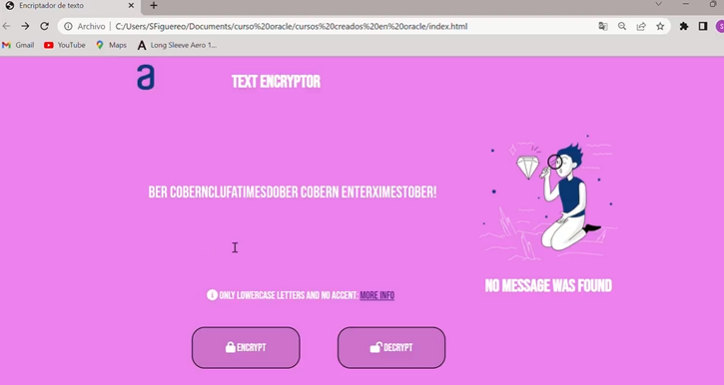 Encriptador de texto
Archivo | C:/Users/SFiguereo/Documents/curso%20oracle/cursos%20creados%20en%20oracle/index.html
Gmail YouTube Maps Long Sleeve Aero 1...
a
TEXT ENCRYPTOR
BER COBERNCLUFATIMESDOBER COBERN ENTERXIMESTOBER!
NO MESSAGE WAS FOUND
ONLY LOWERCASE LETTERS AND NO ACCENT: MORE INFO
ENCRYPT DECRYPT